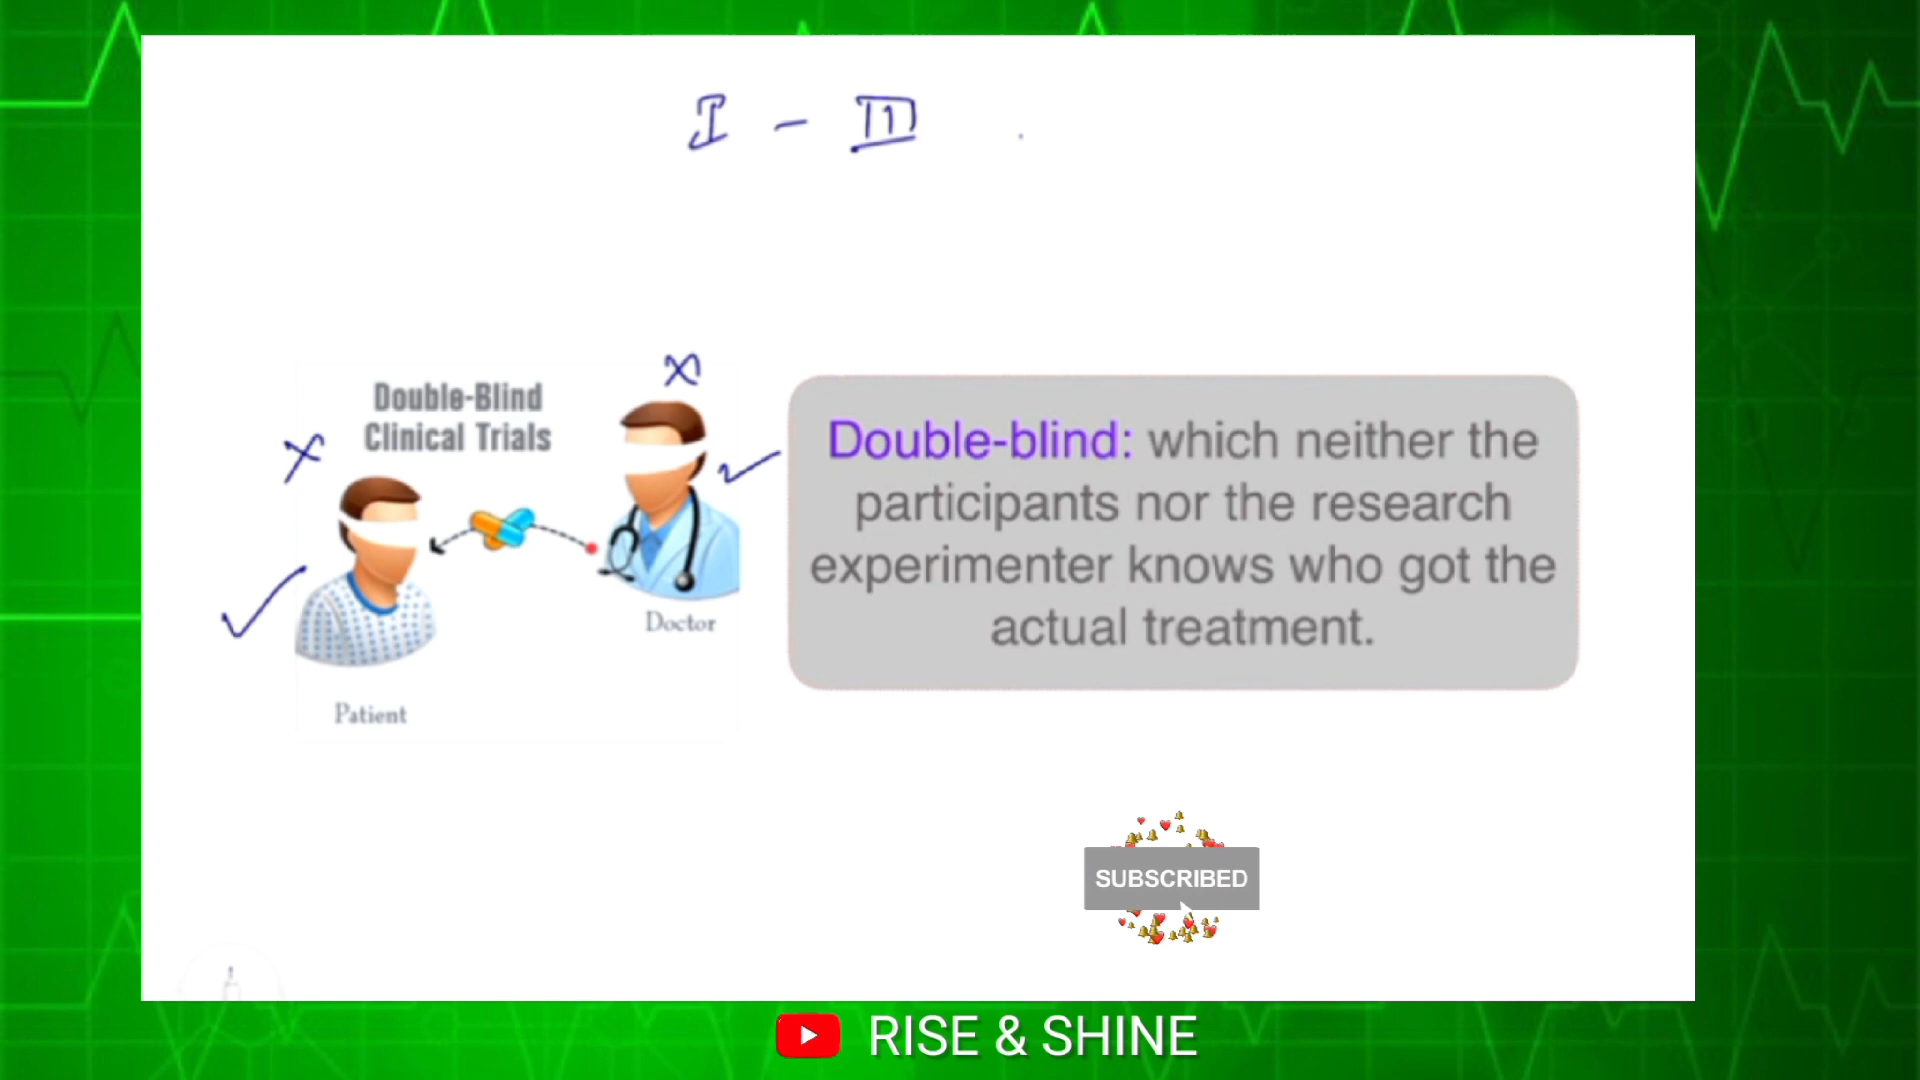 I - III
Double-Blind
Clinical Trials
Doctor
Patient
Double-blind: which neither the
participants nor the research
experimenter knows who got the
actual treatment.
SUBSCRIBED
RISE & SHINE